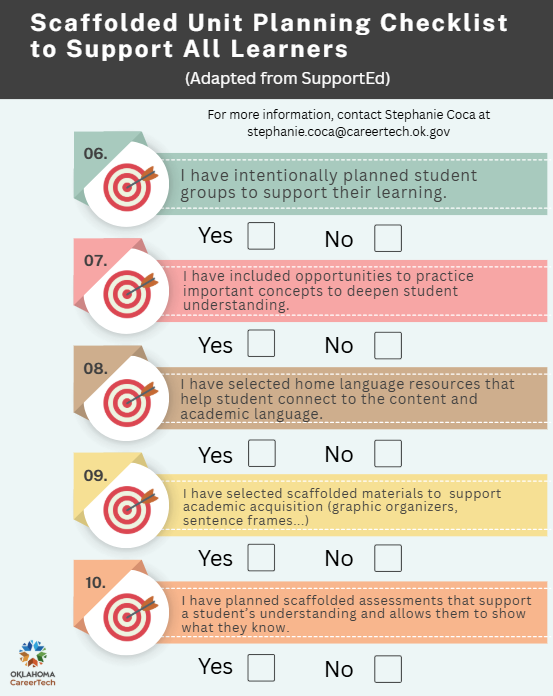 Scaffolded Unit Planning Checklist
to Support All Learners
(Adapted from SupportEd)
For more information, contact Stephanie Coca at
stephanie.coca@careertech.ok.gov
06.
I have intentionally planned student
groups to support their learning.
Yes No
07.
I have included opportunities to practice
important concepts to deepen student
understanding.
Yes No
08.
I have selected home language resources that
help student connect to the content and
academic language.
Yes No
09.
I have selected scaffolded materials to  support
academic acquisition (graphic organizers,
sentence frames...)
Yes No
10.
I have planned scaffolded assessments that support
a student's understanding and allows them to show
what they know.
Yes No
OKLAHOMA
CareerTech